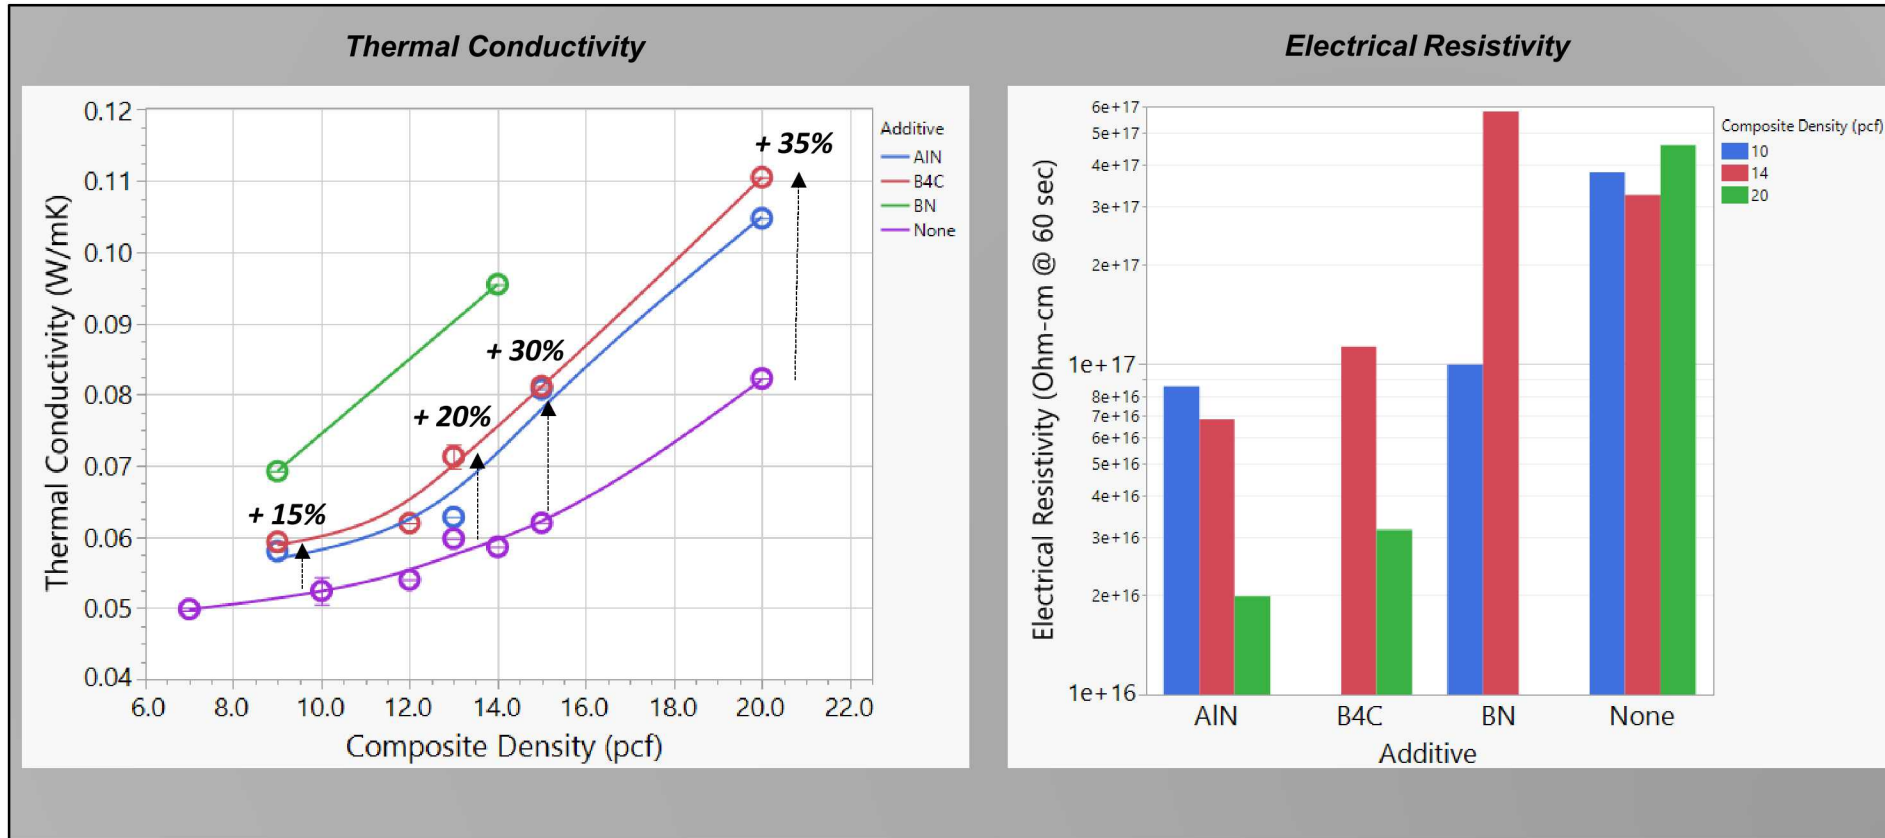 Thermal Conductivity
Electrical Resistivity
Thermal Conductivity (W/mK)
0.12
0.11
0.10
0.09
0.08
0.07
0.06
0.05
0.04
6.0 8.0 10.0 12.0 14.0 16.0 18.0 20.0 22.0
Composite Density (pcf)
+ 15%
+ 20%
+ 30%
+ 35%
Additive
AlN
B4C
BN
None
Electrical Resistivity (Ohm-cm @ 60 sec)
6e+17
5e+17
4e+17
3e+17
2e+17
1e+17
8e+16
7e+16
6e+16
5e+16
4e+16
3e+16
2e+16
1e+16
AlN B4C BN None
Additive
Composite Density (pcf)
10
14
20